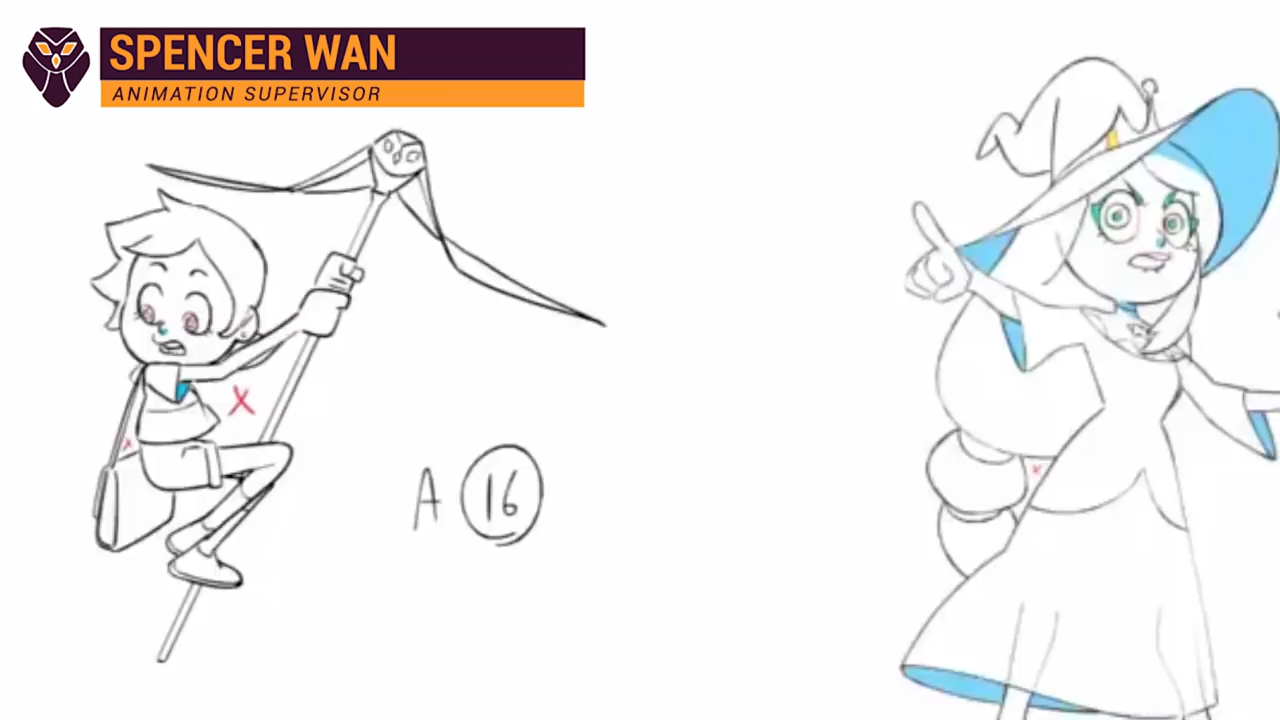 SPENCER WAN
ANIMATION SUPERVISOR
X
X
A 16
X